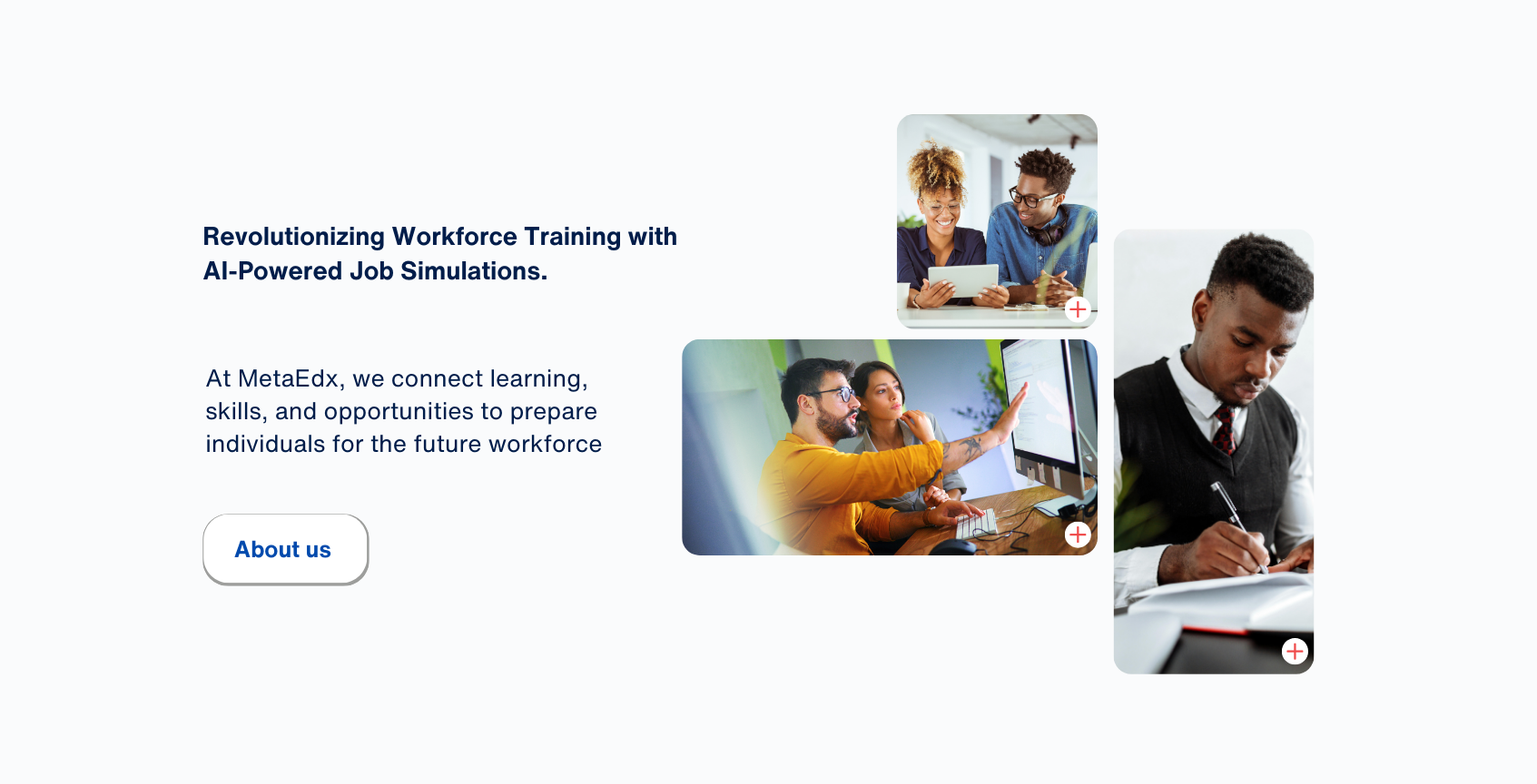 Revolutionizing Workforce Training with
AI-Powered Job Simulations.
At MetaEdx, we connect learning,
skills, and opportunities to prepare
individuals for the future workforce
About us